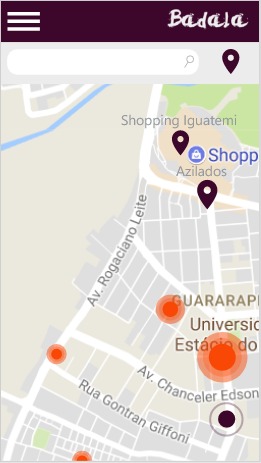 Badala
Shopping Iguatemi
Shopp
Azilados
Av. Rogaciano Leite
GUARARAP
Universid
Estácio do
Av. Chanceler Edson
Rua Gontran Giffoni